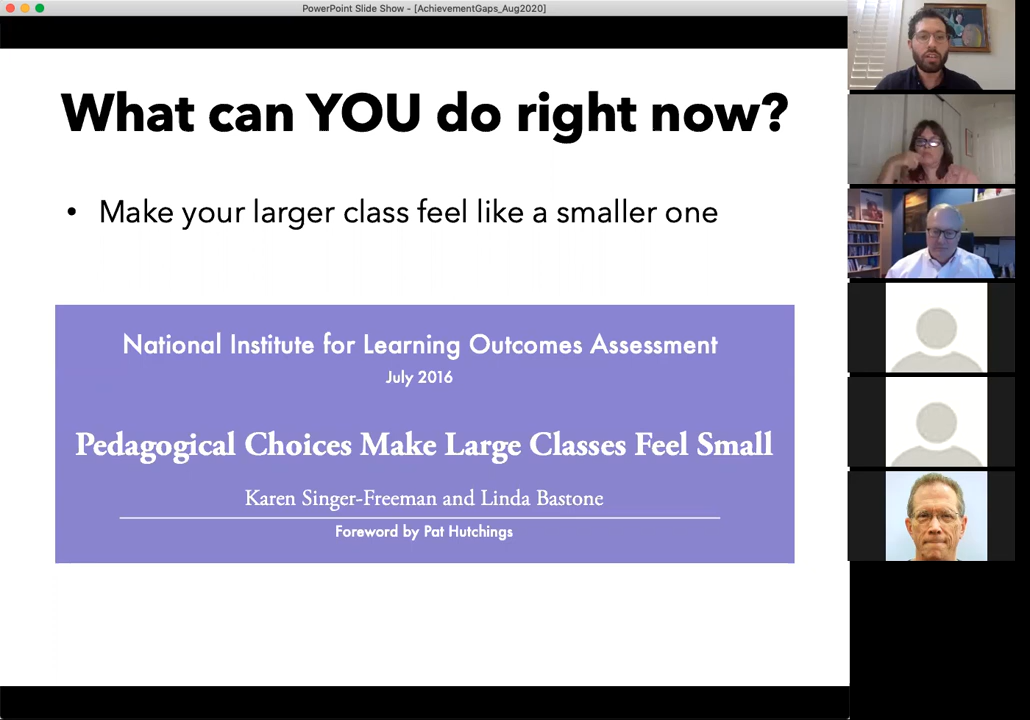 PowerPoint Slide Show - [AchievementGaps_Aug2020]
What can YOU do right now?
• Make your larger class feel like a smaller one
National Institute for Learning Outcomes Assessment
July 2016
Pedagogical Choices Make Large Classes Feel Small
Karen Singer-Freeman and Linda Bastone
Foreword by Pat Hutchings